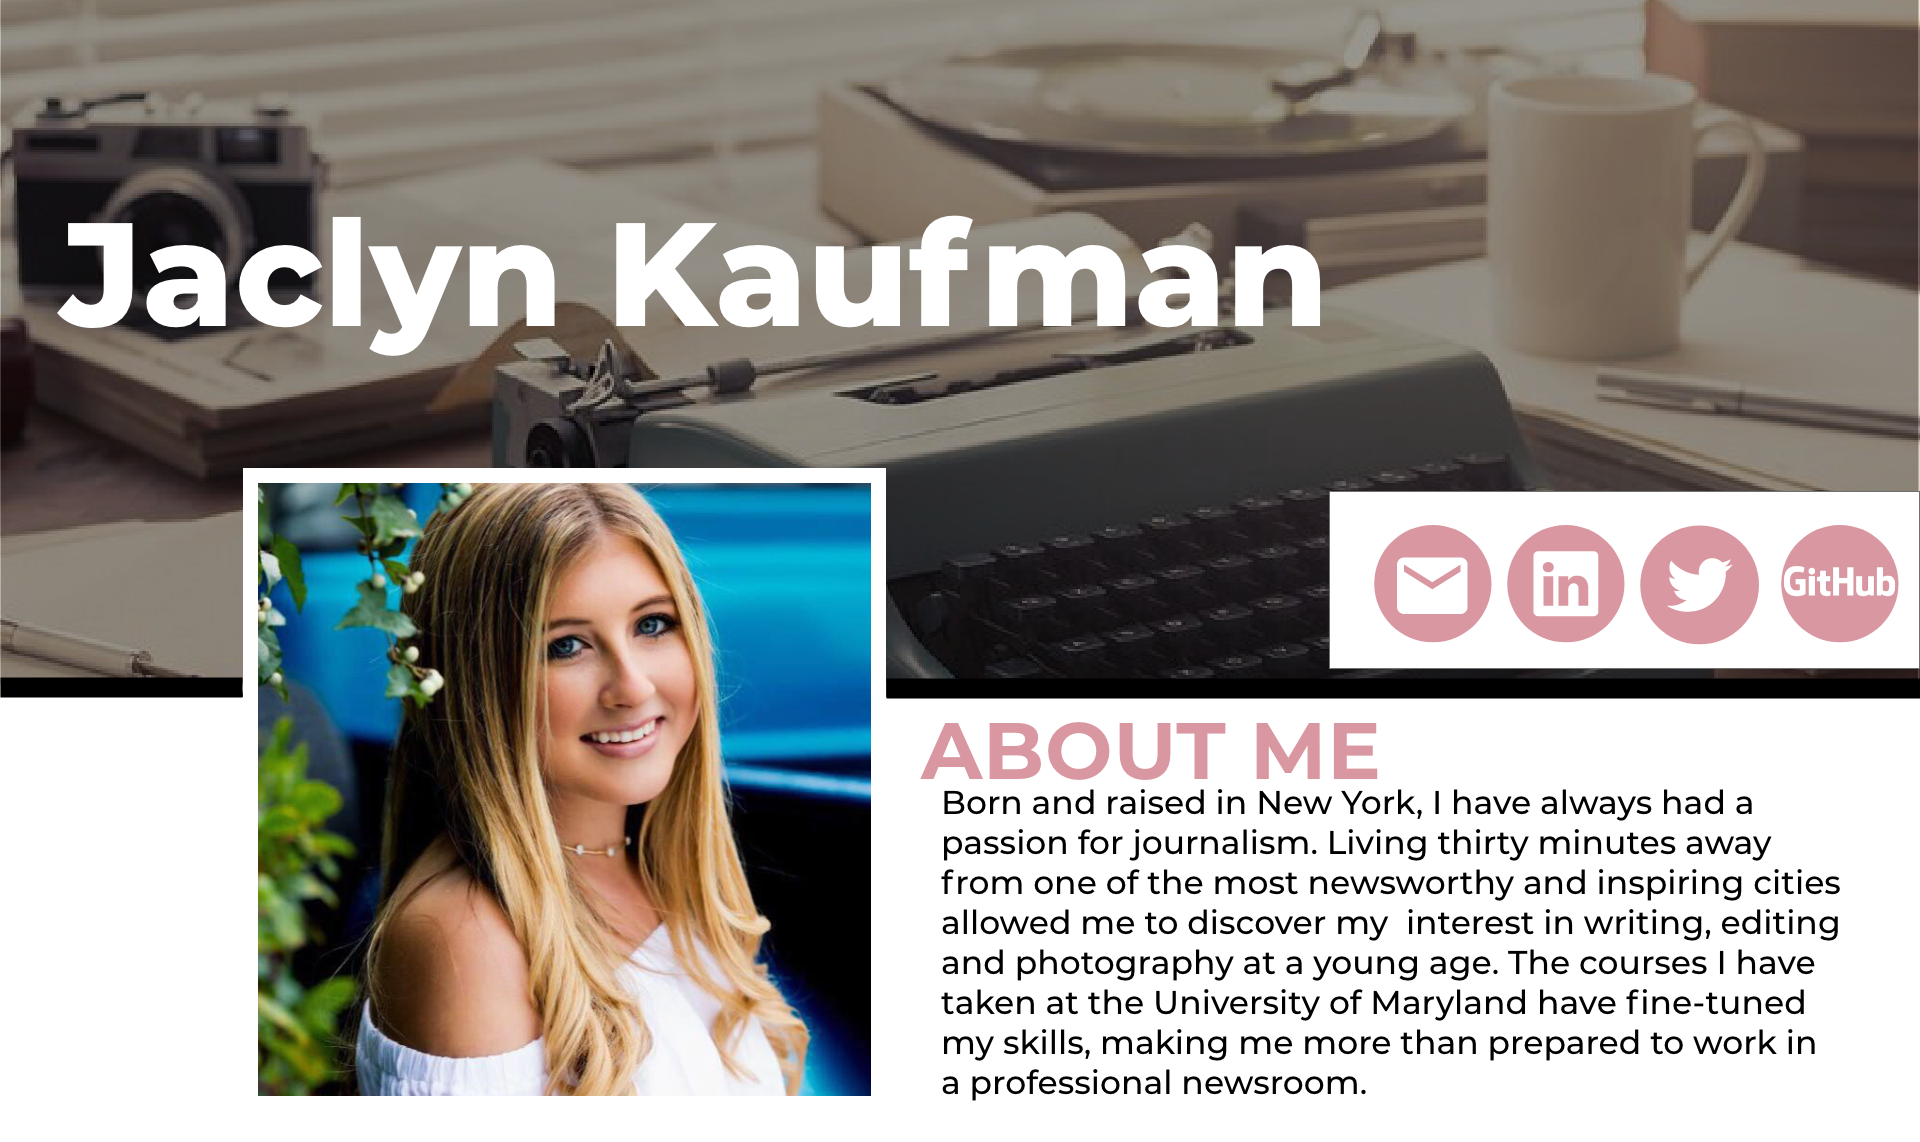 Jaclyn Kaufman
in
GitHub
ABOUT ME
Born and raised in New York, I have always had a
passion for journalism. Living thirty minutes away
from one of the most newsworthy and inspiring cities
allowed me to discover my  interest in writing, editing
and photography at a young age. The courses I have
taken at the University of Maryland have fine-tuned
my skills, making me more than prepared to work in
a professional newsroom.